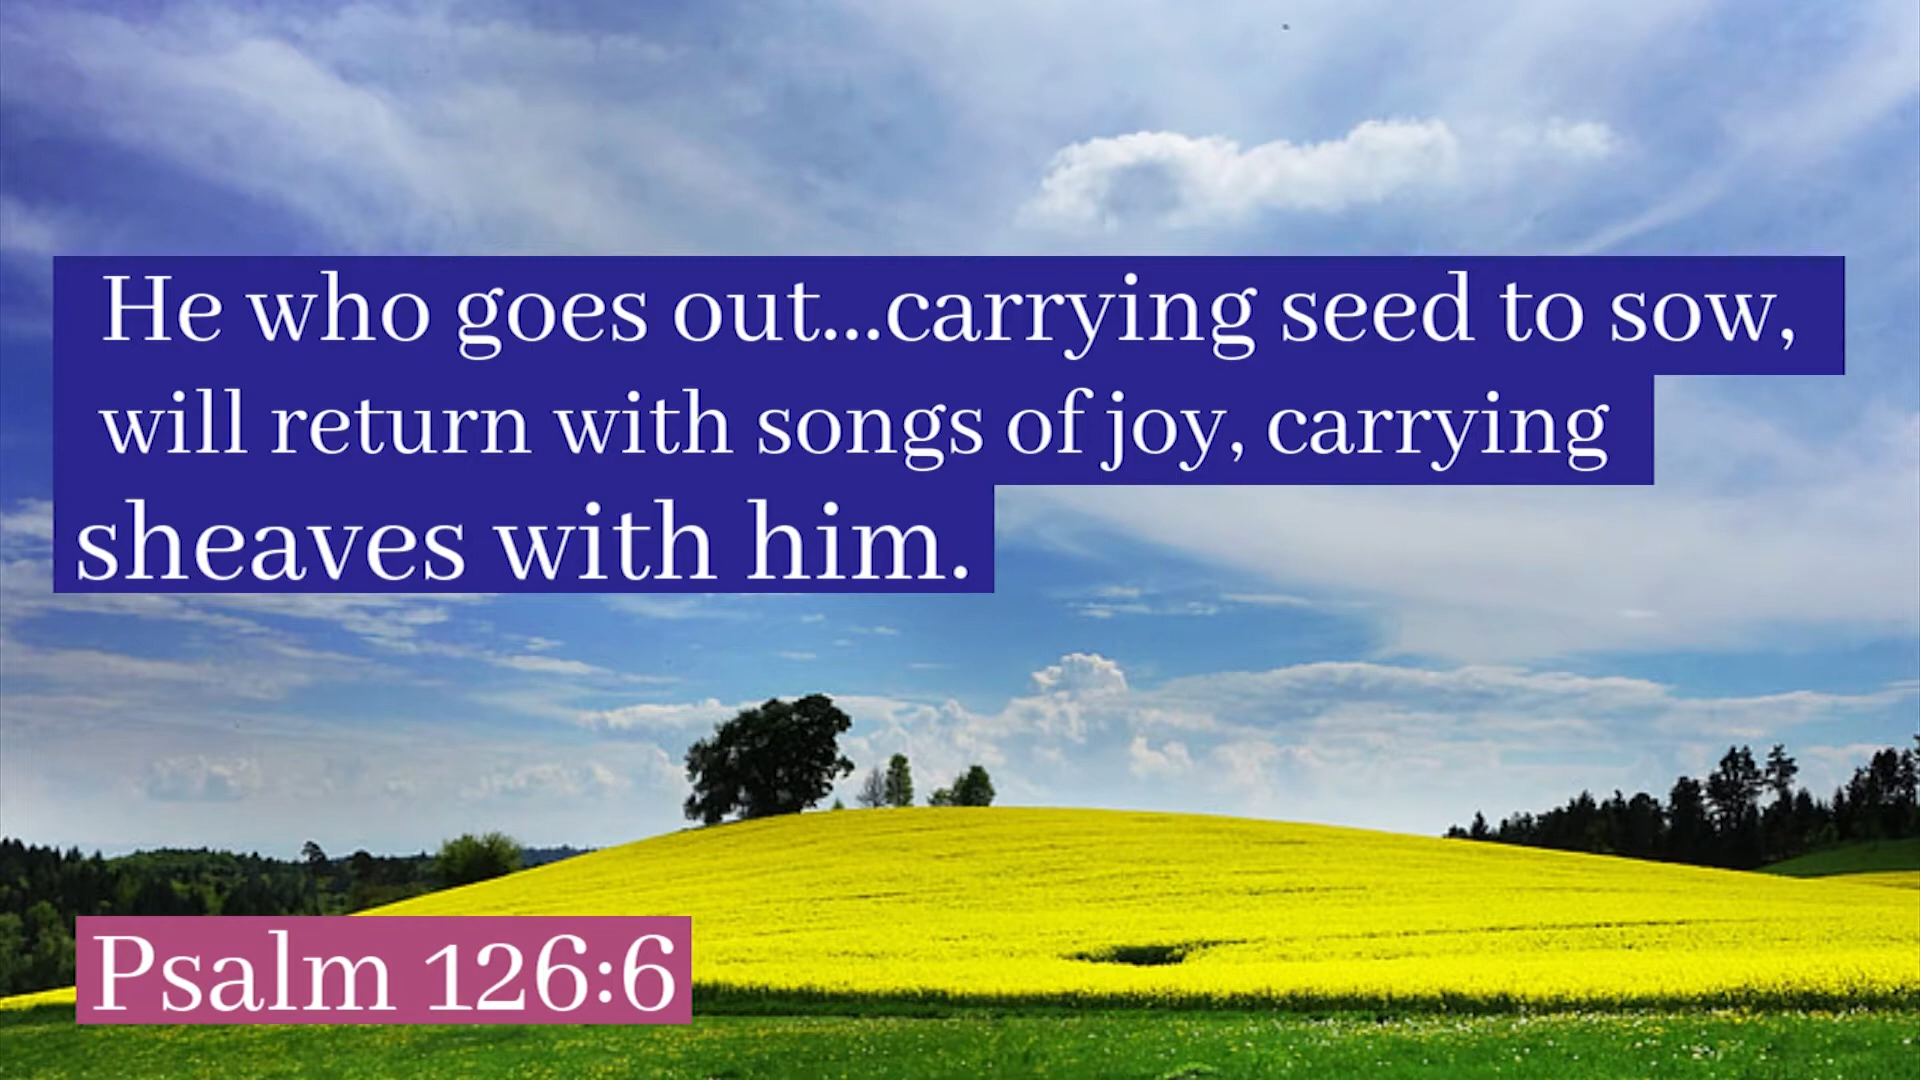 He who goes out...carrying seed to sow,
will return with songs of joy, carrying
sheaves with him.
Psalm 126:6